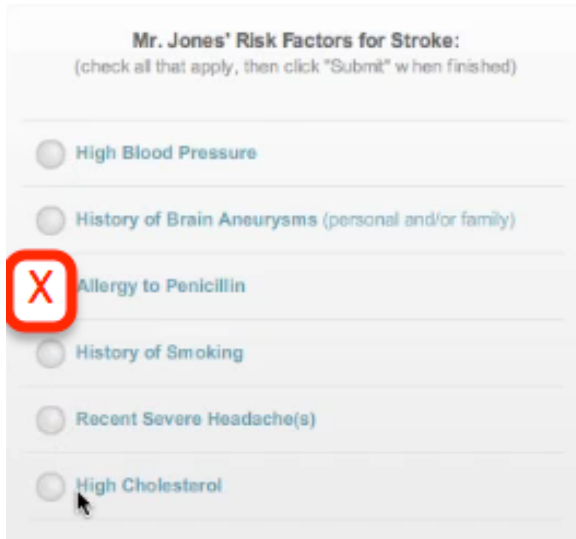 Mr. Jones' Risk Factors for Stroke:
(check all that apply, then click "Submit" when finished)
High Blood Pressure
History of Brain Aneurysms (personal and/or family)
X Allergy to Penicillin
History of Smoking
Recent Severe Headache(s)
High Cholesterol